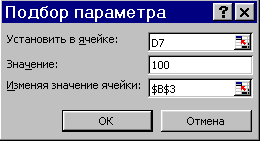 Подбор параметра
Установить в ячейке: D7
Значение: 100
Изменяя значение ячейки: $B$3
OK Отмена